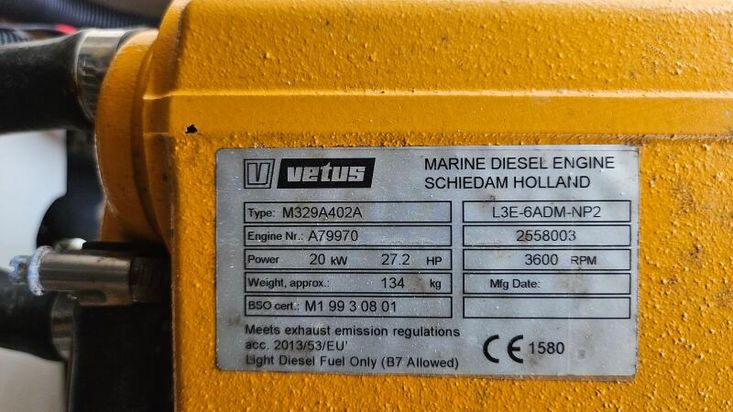 U vetus
MARINE DIESEL ENGINE
SCHIEDAM HOLLAND
Type: M329A402A L3E-6ADM-NP2
Engine Nr.: A79970 2558003
Power 20 kW 27.2 HP 3600 RPM
Weight, approx.: 134 kg Mfg Date:
BSO cert.: M1 99 3 08 01
Meets exhaust emission regulations
acc. 2013/53/EU'
Light Diesel Fuel Only (B7 Allowed)
CE 1580